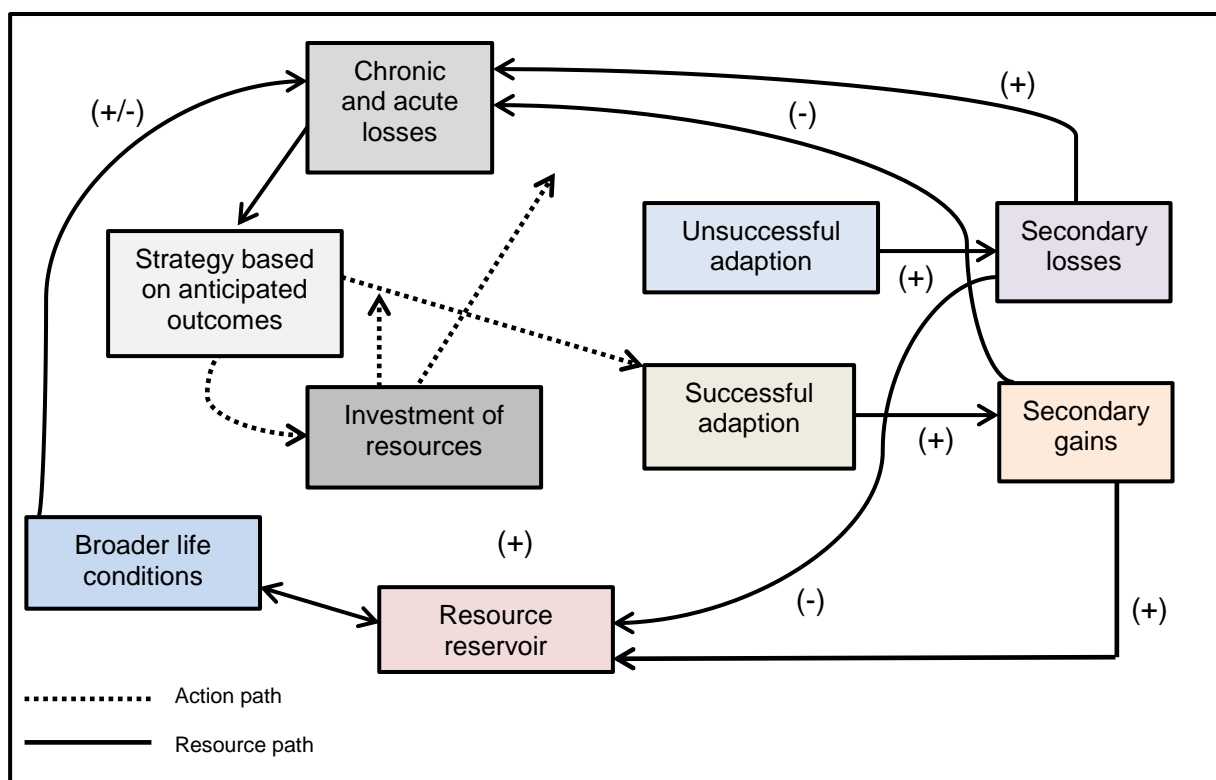 Chronic
and acute
losses
(+/-)
(+)
(-)
Strategy based
on anticipated
outcomes
Unsuccessful
adaption
(+)
Secondary
losses
Investment of
resources
Successful
adaption
(+)
Secondary
gains
Broader life
conditions
(+)
Resource
reservoir
(-)
(+)
Action path
Resource path